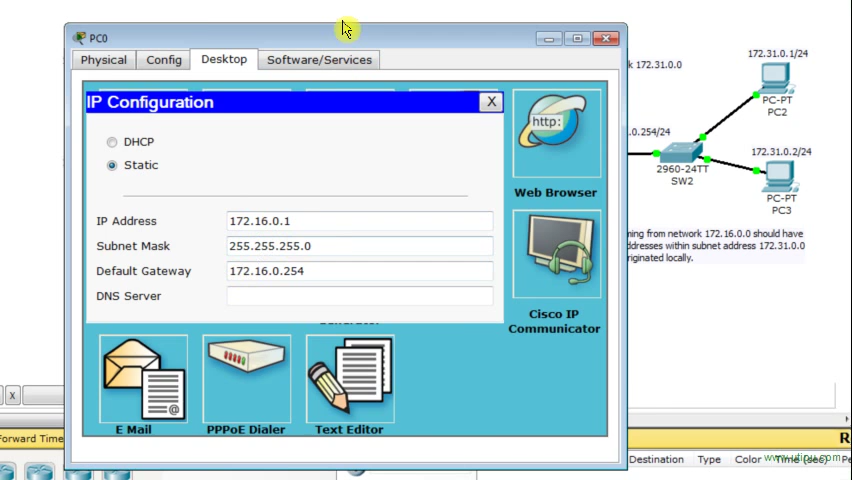 PC0
Physical
Config
Desktop
Software/Services
IP Configuration
X
DHCP
Static
IP Address
172.16.0.1
Subnet Mask
255.255.255.0
Default Gateway
172.16.0.254
DNS Server
http:
Web Browser
Cisco IP
Communicator
E Mail
PPPoE Dialer
Text Editor
k 172.31.0.0
172.31.0.1/24
PC-PT
PC2
.0.254/24
2960-24TT
SW2
172.31.0.2/24
PC-PT
PC3
ming from network 172.16.0.0 should have
ddresses within subnet address 172.31.0.0
riginated locally.
X
Forward Time
R
Destination
Type
Color
Time (sec)
Pe